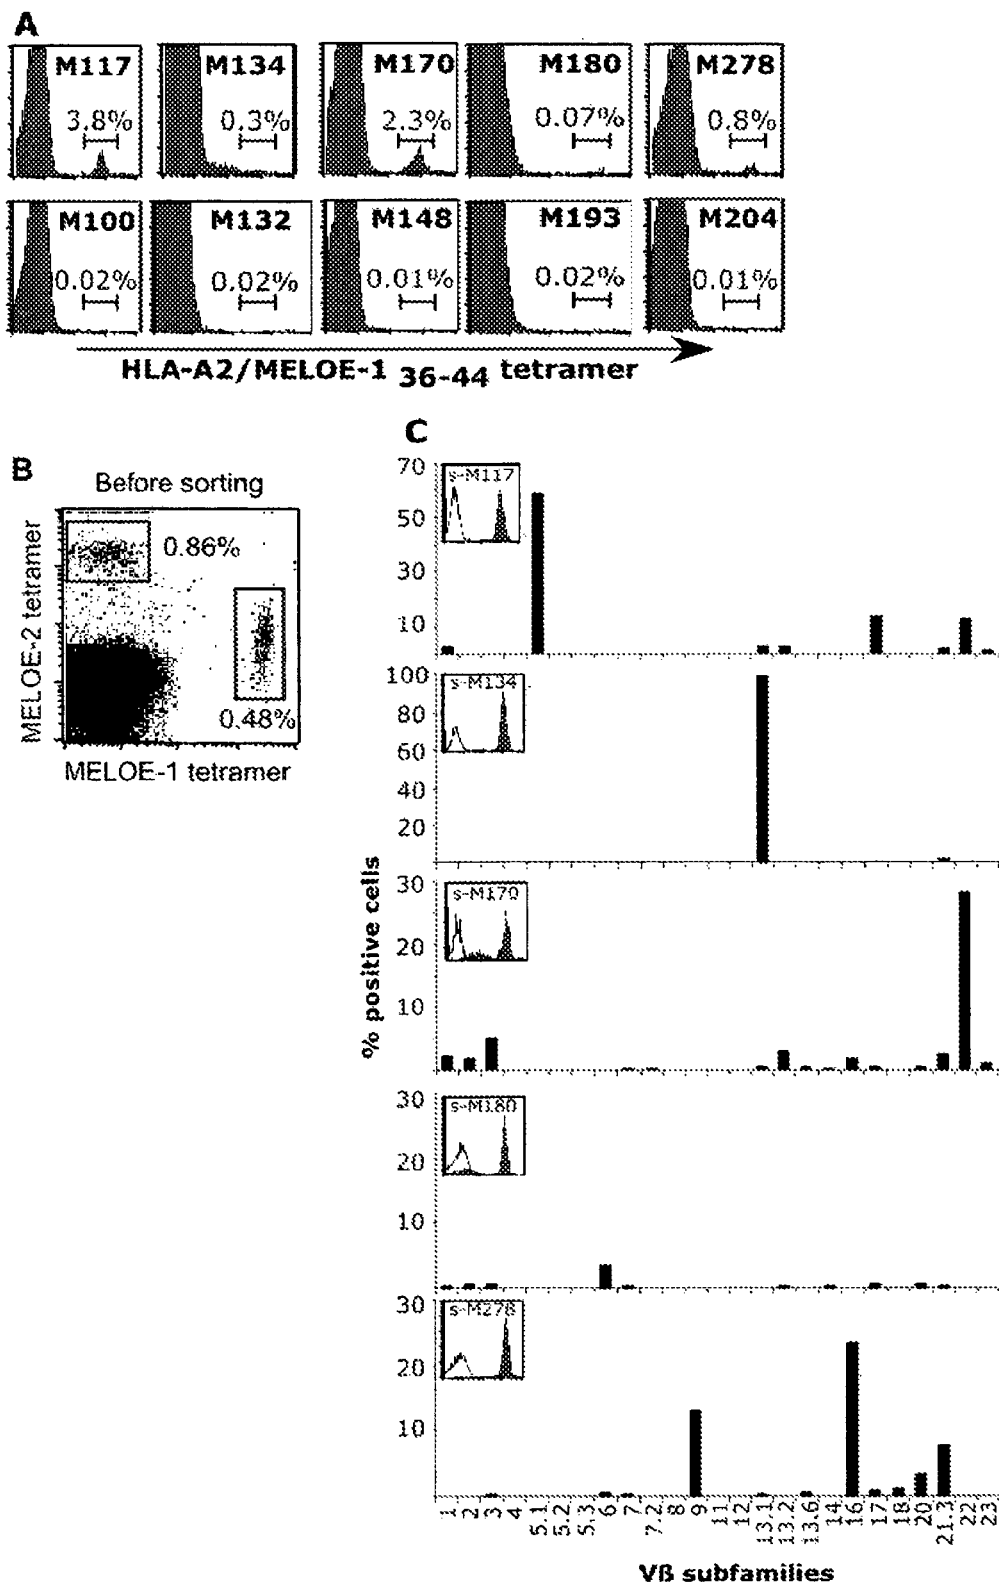 A
M117 M134 M170 M180 M278
3.8% 0.3% 2.3% 0.07% 0.8%
M100 M132 M148 M193 M204
0.02% 0.02% 0.01% 0.02% 0.01%
HLA-A2/MELOE-1 36-44 tetramer
B
Before sorting
MELOE-2 tetramer
0.86%
0.48%
MELOE-1 tetramer
C
% positive cells
s-M117
70
50
30
10
s-M134
100
80
60
40
20
s-M170
30
20
10
s-M180
30
20
10
s-M278
30
20
10
1 2 3 4 5.1 5.2 5.3 6 7 7.2 8 9 11 12 13.1 13.2 13.6 14 16 17 18 20 21.3 22 23
Vß subfamilies